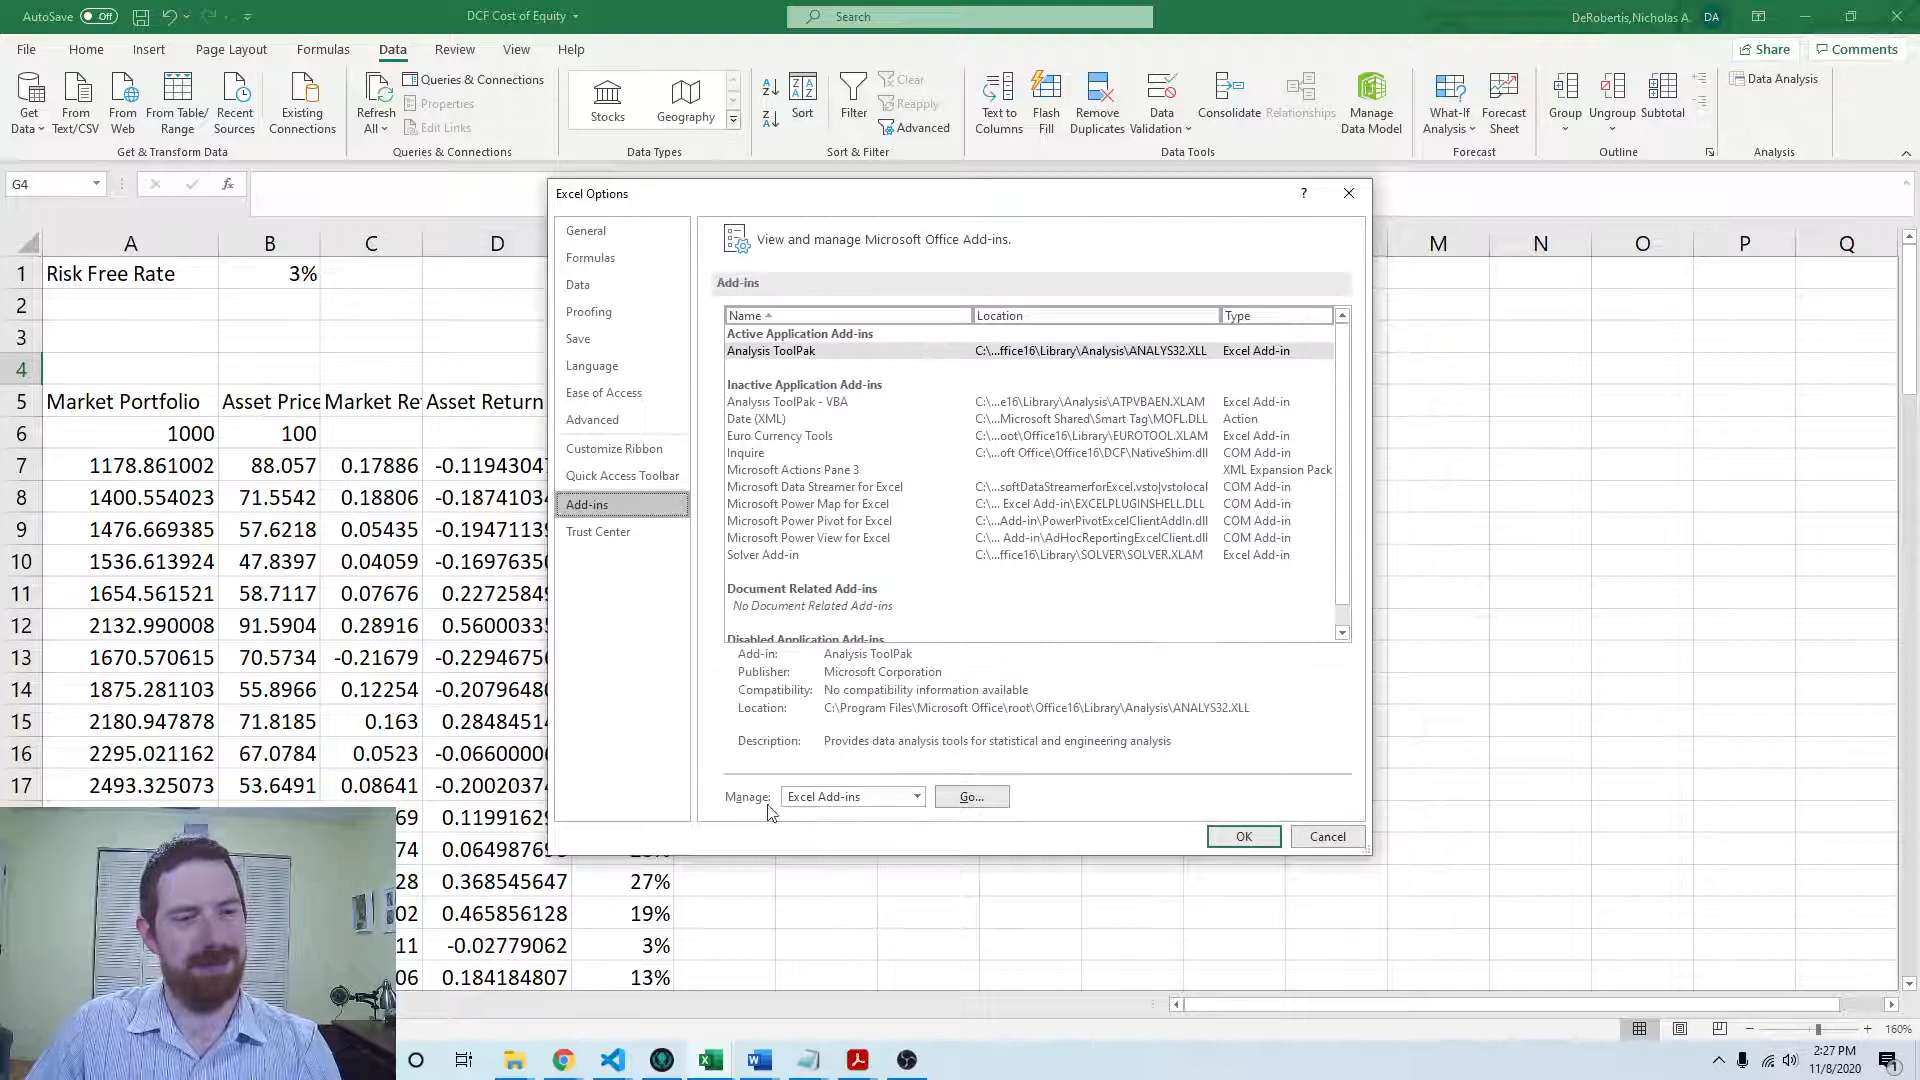 AutoSave Off
DCF Cost of Equity
Search
DeRobertis,Nicholas A.
DA
File
Home
Insert
Page Layout
Formulas
Data
Review
View
Help
Share
Comments
Get Data
From Text/CSV
From Web
From Table/ Range
Recent Sources
Existing Connections
Get & Transform Data
Refresh All
Queries & Connections
Properties
Edit Links
Queries & Connections
Stocks
Geography
Data Types
Sort
Filter
Clear
Reapply
Advanced
Sort & Filter
Text to Columns
Flash Fill
Remove Duplicates
Data Validation
Consolidate
Relationships
Manage Data Model
Data Tools
What-If Analysis
Forecast Sheet
Forecast
Group
Ungroup
Subtotal
Outline
Data Analysis
Analysis
G4
fx
A B C D M N O P Q
1 Risk Free Rate 3%
2
3
4
5 Market Portfolio Asset Price Market Re Asset Return
6 1000 100
7 1178.861002 88.057 0.17886 -0.1194304
8 1400.554023 71.5542 0.18806 -0.1874103
9 1476.669385 57.6218 0.05435 -0.1947113
10 1536.613924 47.8397 0.04059 -0.1697635
11 1654.561521 58.7117 0.07676 0.2272584
12 2132.990008 91.5904 0.28916 0.5600033
13 1670.570615 70.5734 -0.21679 -0.2294675
14 1875.281103 55.8966 0.12254 -0.2079648
15 2180.947878 71.8185 0.163 0.2848451
16 2295.021162 67.0784 0.0523 -0.0660000
17 2493.325073 53.6491 0.08641 -0.2002037
69 0.1199162
74 0.06498769
28 0.368545647 27%
02 0.465856128 19%
11 -0.02779062 3%
06 0.184184807 13%
Excel Options
?
General
Formulas
Data
Proofing
Save
Language
Ease of Access
Advanced
Customize Ribbon
Quick Access Toolbar
Add-ins
Trust Center
View and manage Microsoft Office Add-ins.
Add-ins
Name Location Type
Active Application Add-ins
Analysis ToolPak C:\...ffice16\Library\Analysis\ANALYS32.XLL Excel Add-in
Inactive Application Add-ins
Analysis ToolPak - VBA C:\...e16\Library\Analysis\ATPVBAEN.XLAM Excel Add-in
Date (XML) C:\...Microsoft Shared\Smart Tag\MOFL.DLL Action
Euro Currency Tools C:\...oot\Office16\Library\EUROTOOL.XLAM Excel Add-in
Inquire C:\...oft Office\Office16\DCF\NativeShim.dll COM Add-in
Microsoft Actions Pane 3 XML Expansion Pack
Microsoft Data Streamer for Excel C:\...softDataStreamerforExcel.vsto|vstolocal COM Add-in
Microsoft Power Map for Excel C:\... Excel Add-in\EXCELPLUGINSHELL.DLL COM Add-in
Microsoft Power Pivot for Excel C:\...Add-in\PowerPivotExcelClientAddIn.dll COM Add-in
Microsoft Power View for Excel C:\... Add-in\AdHocReportingExcelClient.dll COM Add-in
Solver Add-in C:\...ffice16\Library\SOLVER\SOLVER.XLAM Excel Add-in
Document Related Add-ins
No Document Related Add-ins
Disabled Application Add-ins
Add-in: Analysis ToolPak
Publisher: Microsoft Corporation
Compatibility: No compatibility information available
Location: C:\Program Files\Microsoft Office\root\Office16\Library\Analysis\ANALYS32.XLL
Description: Provides data analysis tools for statistical and engineering analysis
Manage: Excel Add-ins Go...
OK
Cancel
160%
2:27 PM
11/8/2020